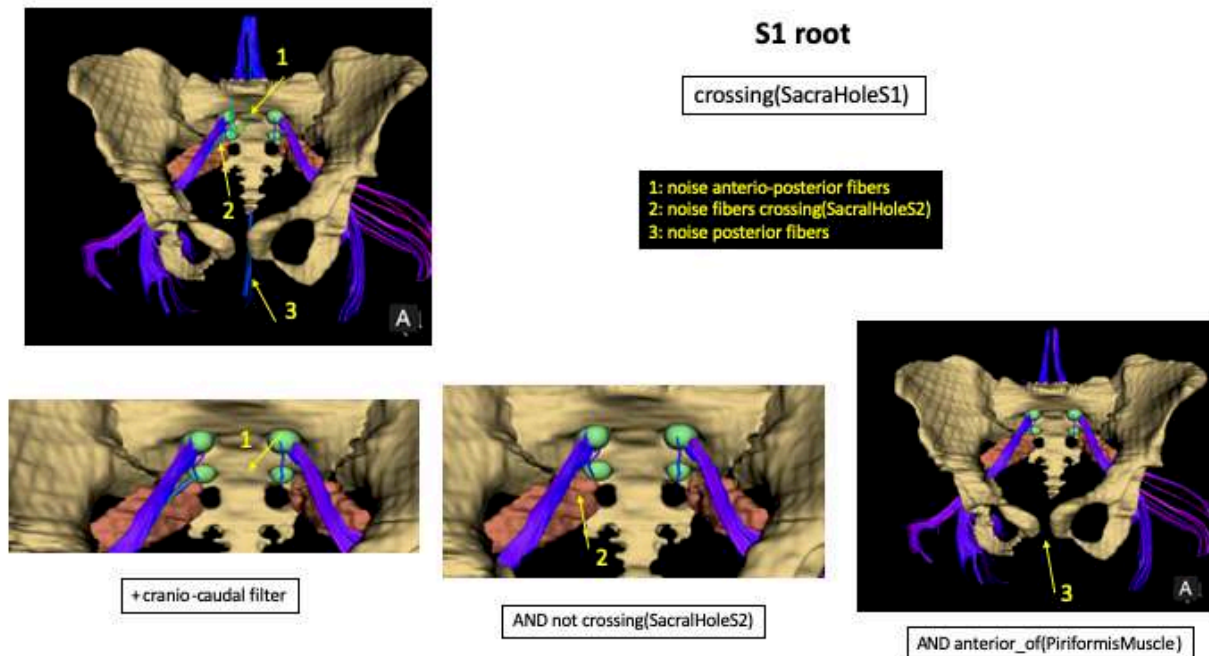 S1 root
crossing(SacraHoleS1)
1
2
3
A
1: noise anterio-posterior fibers
2: noise fibers crossing(SacralHoleS2)
3: noise posterior fibers
1
+cranio-caudal filter
2
AND not crossing(SacralHoleS2)
3
A
AND anterior_of(PiriformisMuscle)